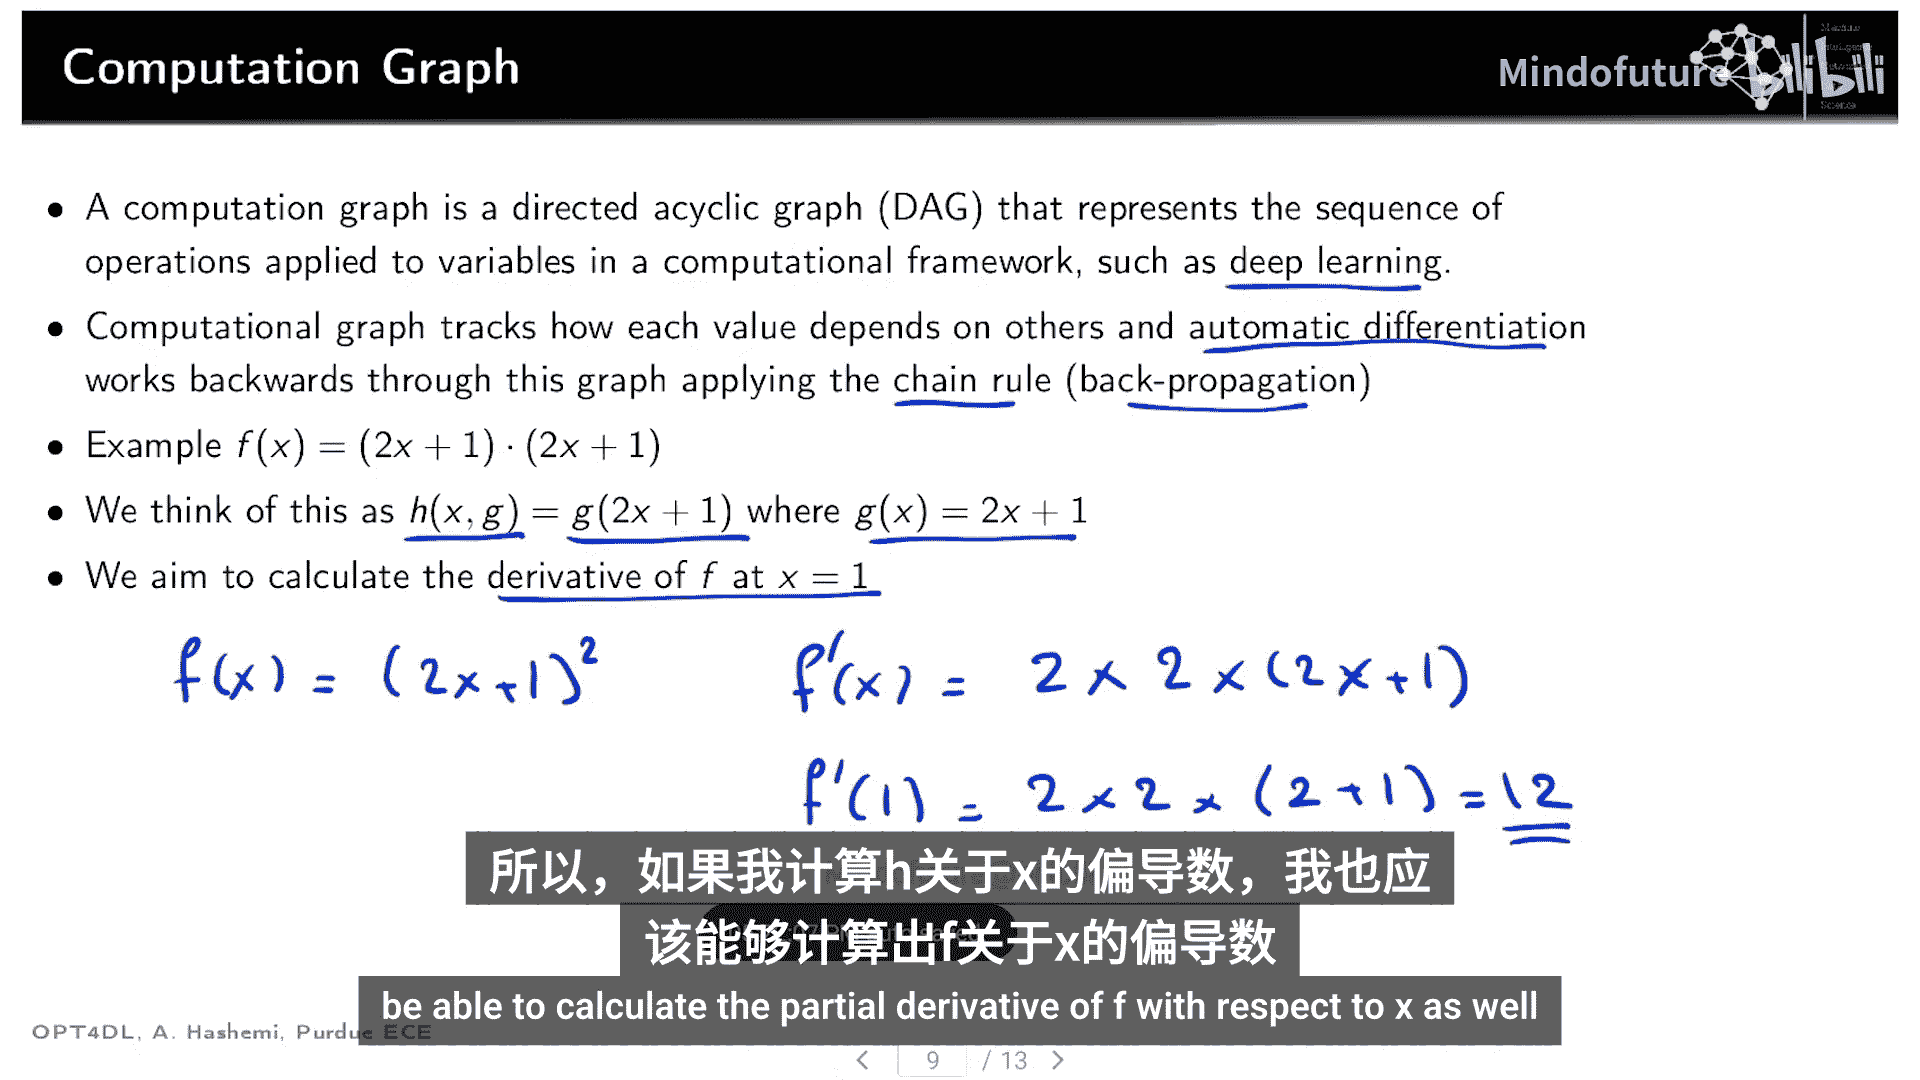 Computation Graph
Mindofuture bilibili
Science
• A computation graph is a directed acyclic graph (DAG) that represents the sequence of
operations applied to variables in a computational framework, such as deep learning.
• Computational graph tracks how each value depends on others and automatic differentiation
works backwards through this graph applying the chain rule (back-propagation)
• Example f(x) = (2x + 1) · (2x + 1)
• We think of this as h(x, g) = g(2x + 1) where g(x) = 2x + 1
• We aim to calculate the derivative of f at x = 1
f(x) = (2x+1)² f'(x) = 2 × 2 × (2x+1)
f'(1) = 2 × 2 × (2+1) = 12
所以，如果我计算h关于x的偏导数，我也应
该能够计算出f关于x的偏导数
be able to calculate the partial derivative of f with respect to x as well
OPT4DL, A. Hashemi, Purdue ECE
< 9 / 13 >